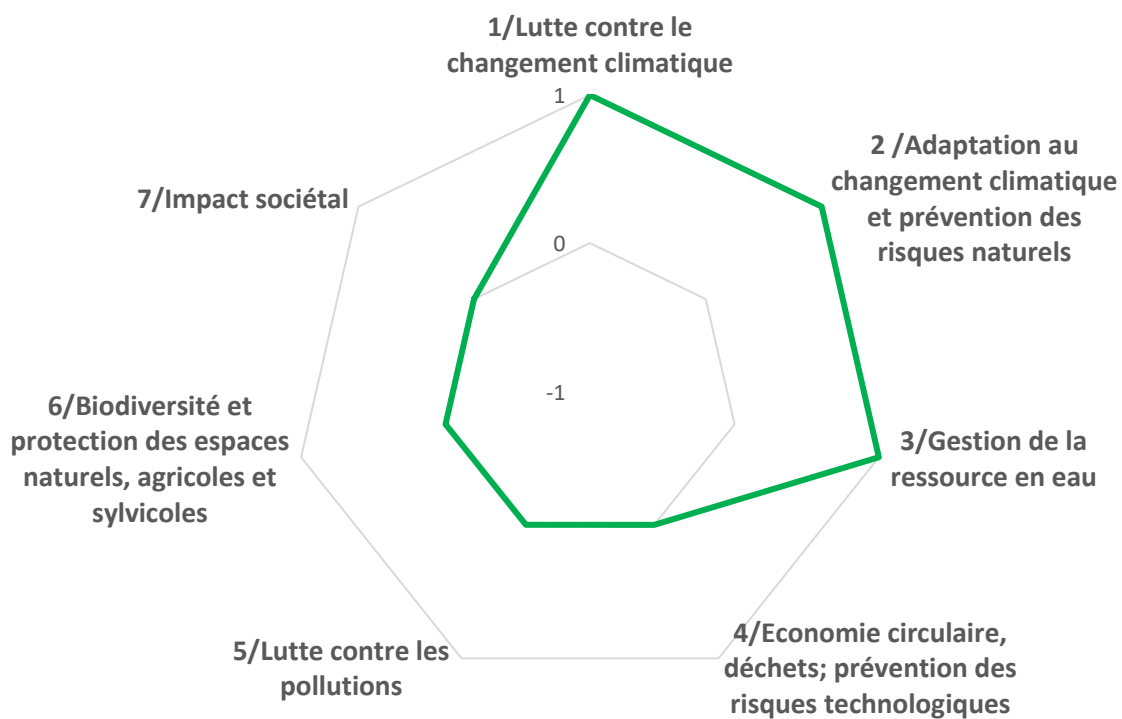 1/Lutte contre le
changement climatique
1
2 /Adaptation au
changement climatique
et prévention des
risques naturels
7/Impact sociétal
0
-1
6/Biodiversité et
protection des espaces
naturels, agricoles et
sylvicoles
3/Gestion de la
ressource en eau
5/Lutte contre les
pollutions
4/Economie circulaire,
déchets; prévention des
risques technologiques